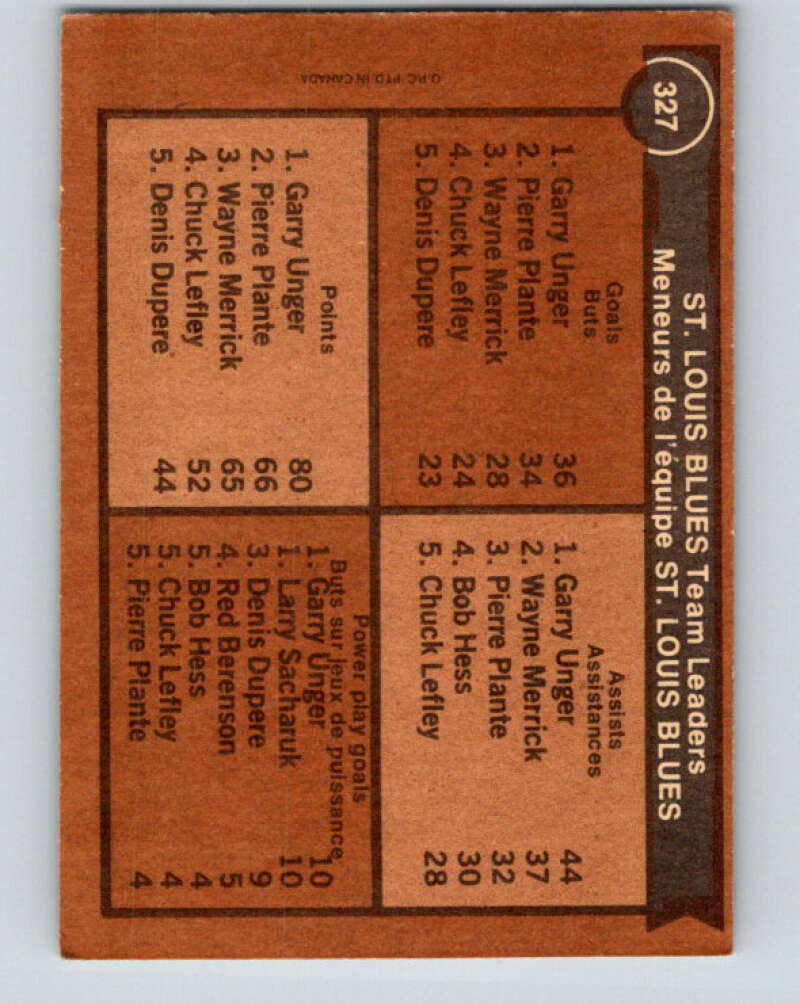 327
ST. LOUIS BLUES Team Leaders
Meneurs de l'équipe ST. LOUIS BLUES
Goals
Buts
1. Garry Unger 36
2. Pierre Plante 34
3. Wayne Merrick 28
4. Chuck Lefley 24
5. Denis Dupere 23
Assists
Assistances
1. Garry Unger 44
2. Wayne Merrick 37
3. Pierre Plante 32
4. Bob Hess 30
5. Chuck Lefley 28
Points
1. Garry Unger 80
2. Pierre Plante 66
3. Wayne Merrick 65
4. Chuck Lefley 52
5. Denis Dupere 44
Power play goals
Buts sur jeux de puissance
1. Garry Unger 10
1. Larry Sacharuk 10
3. Denis Dupere 9
4. Red Berenson 5
5. Bob Hess 4
5. Chuck Lefley 4
5. Pierre Plante 4
O.P.C. PTD. IN CANADA